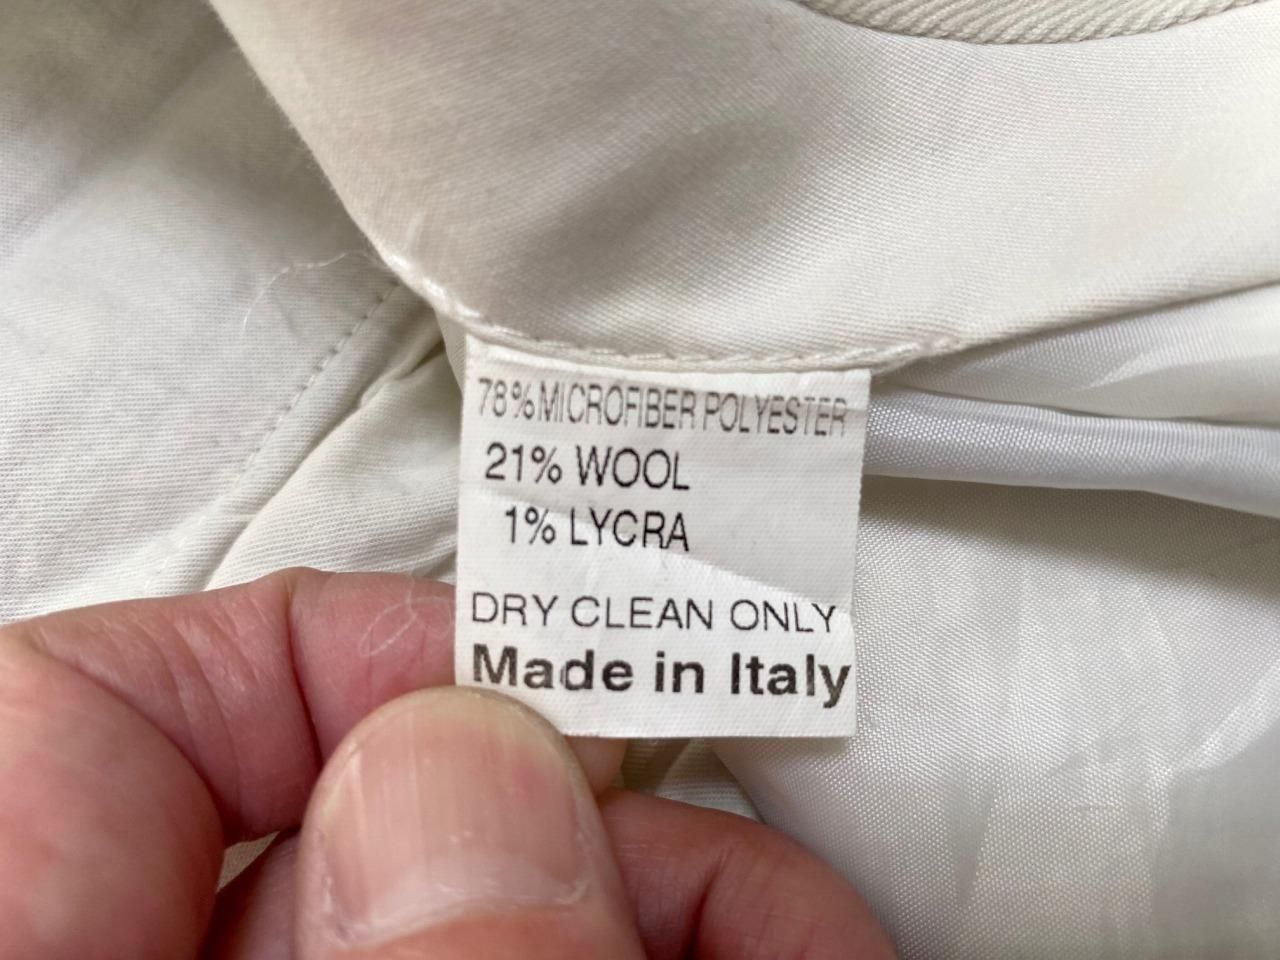 78% MICROFIBER POLYESTER
21% WOOL
1% LYCRA
DRY CLEAN ONLY
Made in Italy